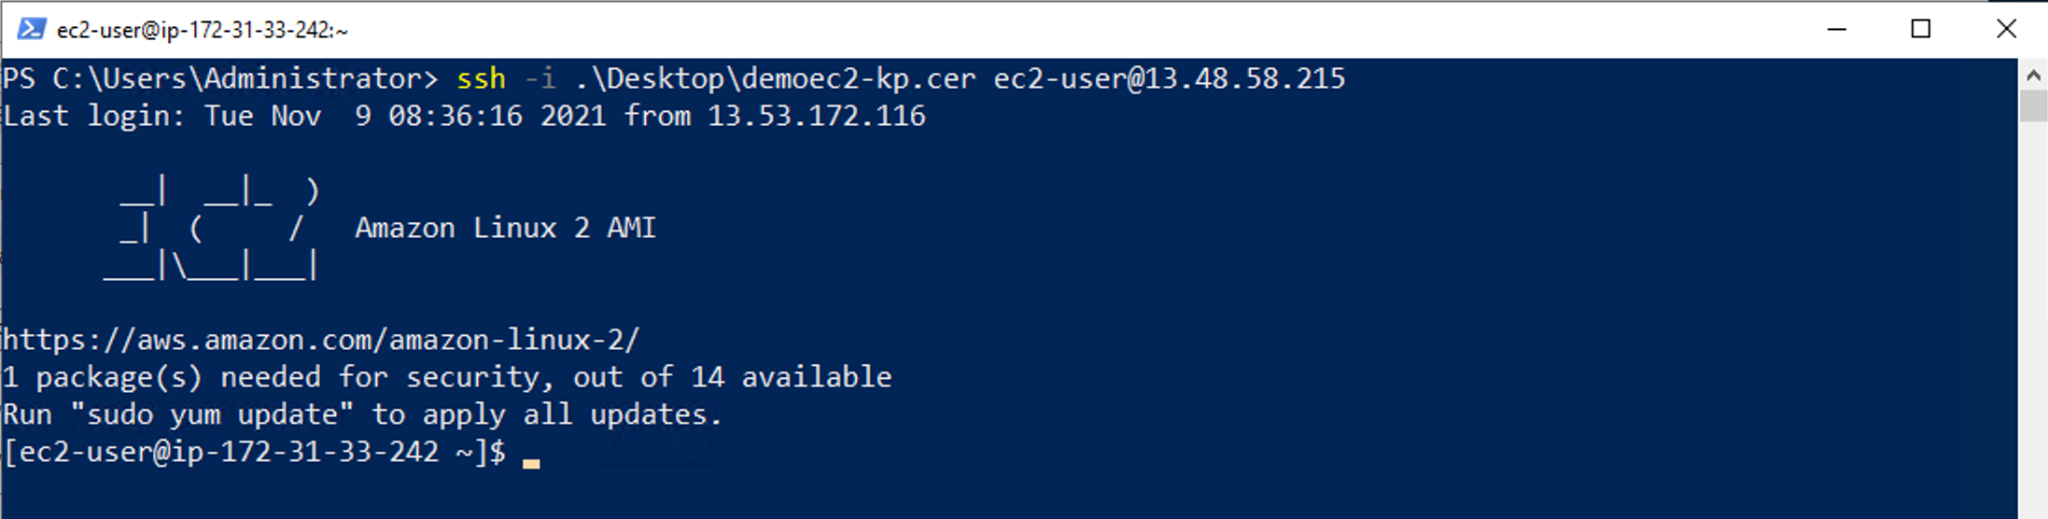 ec2-user@ip-172-31-33-242:~
PS C:\Users\Administrator> ssh -i .\Desktop\demoec2-kp.cer ec2-user@13.48.58.215
Last login: Tue Nov  9 08:36:16 2021 from 13.53.172.116
       __|  __|_  )
       _|  (     /   Amazon Linux 2 AMI
      ___|\___|___|
https://aws.amazon.com/amazon-linux-2/
1 package(s) needed for security, out of 14 available
Run "sudo yum update" to apply all updates.
[ec2-user@ip-172-31-33-242 ~]$